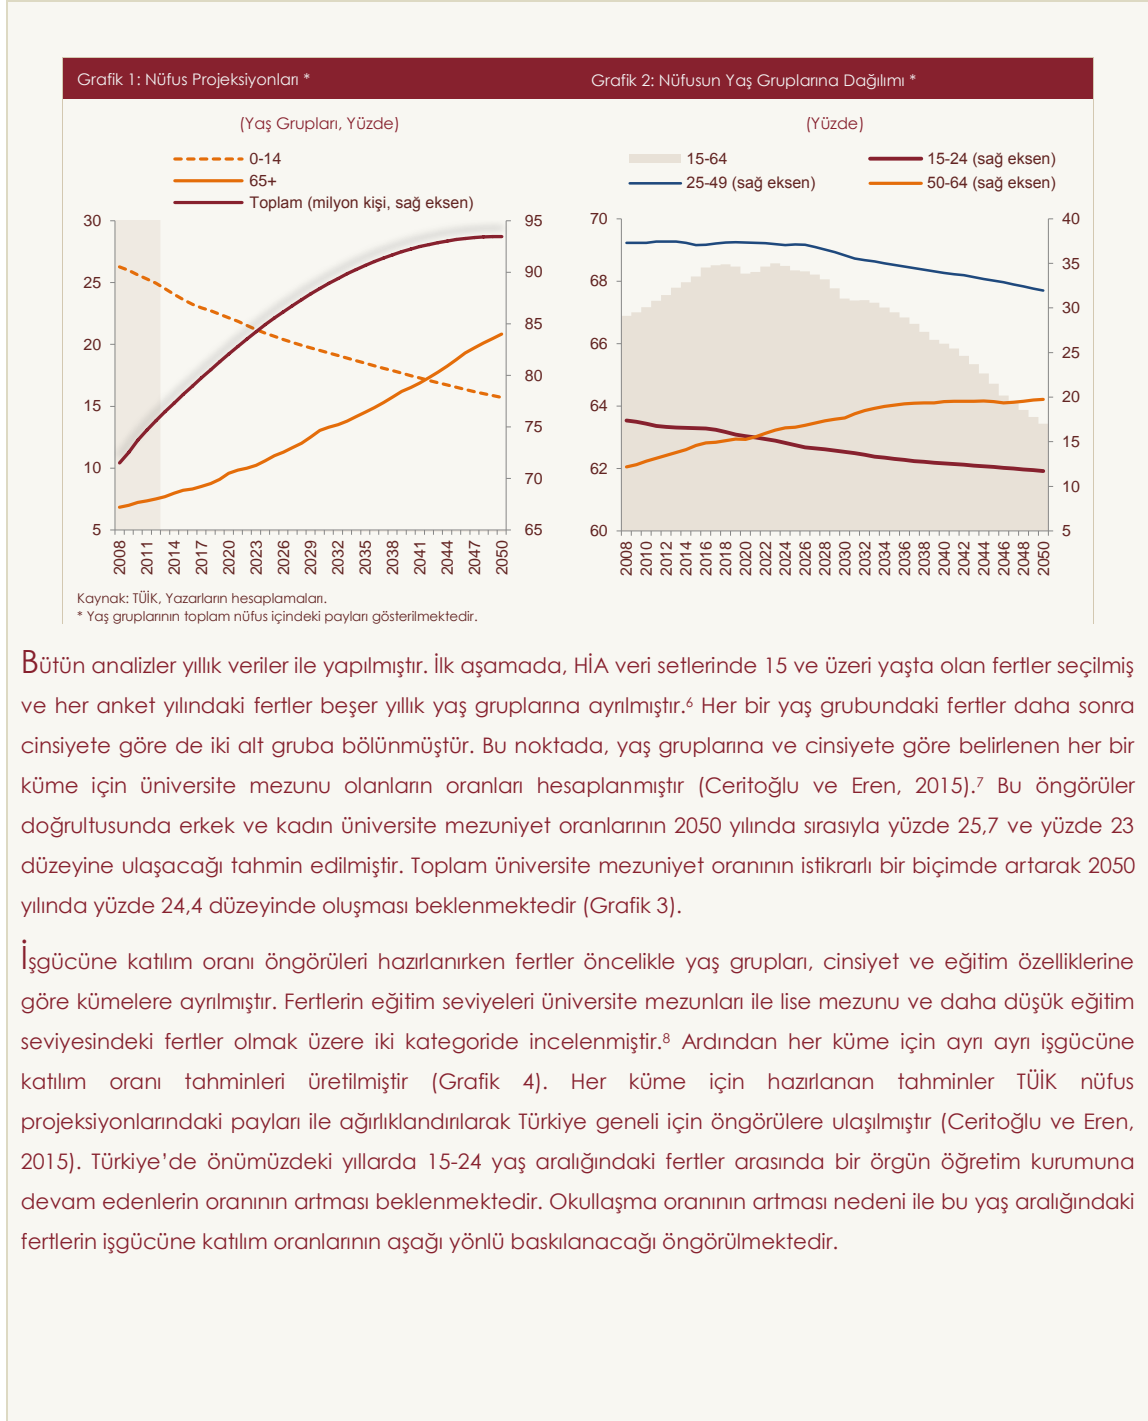 Grafik 1: Nüfus Projeksiyonları *
Grafik 2: Nüfusun Yaş Gruplarına Dağılımı *
(Yaş Grupları, Yüzde)
0-14
65+
Toplam (milyon kişi, sağ eksen)
30
25
20
15
10
5
95
90
85
80
75
70
65
2008
2011
2014
2017
2020
2023
2026
2029
2032
2035
2038
2041
2044
2047
2050
(Yüzde)
15-64
15-24 (sağ eksen)
25-49 (sağ eksen)
50-64 (sağ eksen)
70
68
66
64
62
60
40
35
30
25
20
15
10
5
2008
2010
2012
2014
2016
2018
2020
2022
2024
2026
2028
2030
2032
2034
2036
2038
2040
2042
2044
2046
2048
2050
Kaynak: TÜİK, Yazarların hesaplamaları.
* Yaş gruplarının toplam nüfus içindeki payları gösterilmektedir.
Bütün analizler yıllık veriler ile yapılmıştır. İlk aşamada, HİA veri setlerinde 15 ve üzeri yaşta olan fertler seçilmiş
ve her anket yılındaki fertler beşer yıllık yaş gruplarına ayrılmıştır.⁶ Her bir yaş grubundaki fertler daha sonra
cinsiyete göre de iki alt gruba bölünmüştür. Bu noktada, yaş gruplarına ve cinsiyete göre belirlenen her bir
küme için üniversite mezunu olanların oranları hesaplanmıştır (Ceritoğlu ve Eren, 2015).⁷ Bu öngörüler
doğrultusunda erkek ve kadın üniversite mezuniyet oranlarının 2050 yılında sırasıyla yüzde 25,7 ve yüzde 23
düzeyine ulaşacağı tahmin edilmiştir. Toplam üniversite mezuniyet oranının istikrarlı bir biçimde artarak 2050
yılında yüzde 24,4 düzeyinde oluşması beklenmektedir (Grafik 3).
İşgücüne katılım oranı öngörüleri hazırlanırken fertler öncelikle yaş grupları, cinsiyet ve eğitim özelliklerine
göre kümelere ayrılmıştır. Fertlerin eğitim seviyeleri üniversite mezunları ile lise mezunu ve daha düşük eğitim
seviyesindeki fertler olmak üzere iki kategoride incelenmiştir.⁸ Ardından her küme için ayrı ayrı işgücüne
katılım oranı tahminleri üretilmiştir (Grafik 4). Her küme için hazırlanan tahminler TÜİK nüfus
projeksiyonlarındaki payları ile ağırlıklandırılarak Türkiye geneli için öngörülere ulaşılmıştır (Ceritoğlu ve Eren,
2015). Türkiye’de önümüzdeki yıllarda 15-24 yaş aralığındaki fertler arasında bir örgün öğretim kurumuna
devam edenlerin oranının artması beklenmektedir. Okullaşma oranının artması nedeni ile bu yaş aralığındaki
fertlerin işgücüne katılım oranlarının aşağı yönlü baskılanacağı öngörülmektedir.